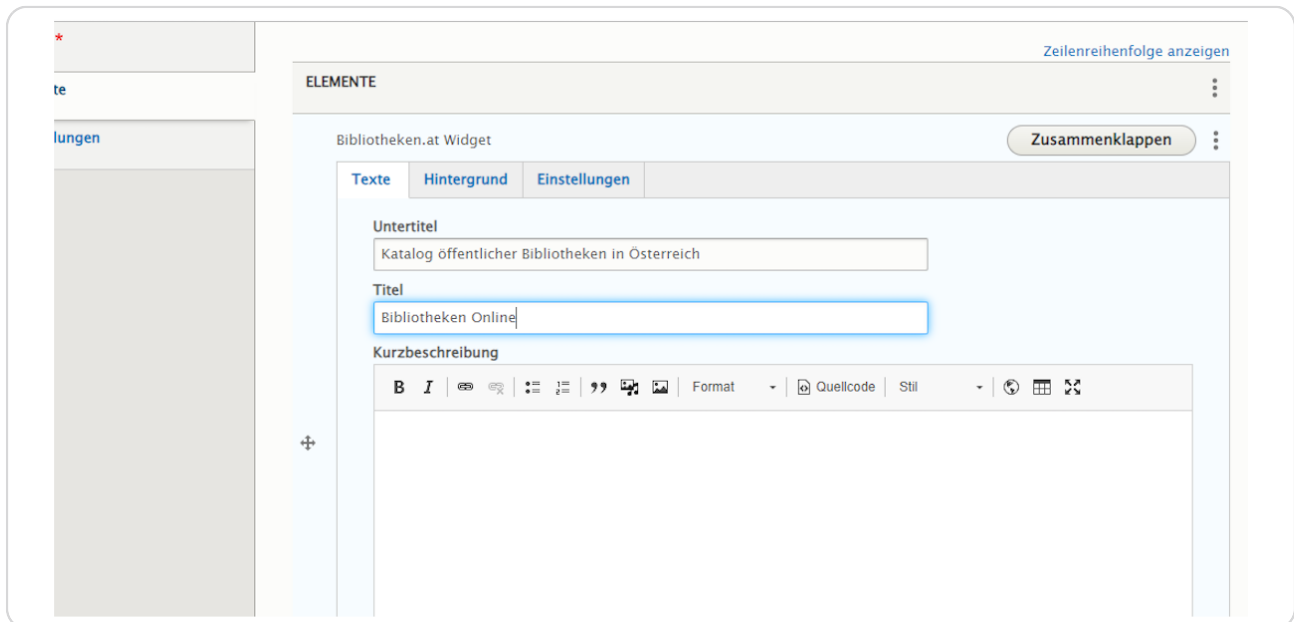 *
Zeilenreihenfolge anzeigen
ELEMENTE
te
lungen
Bibliotheken.at Widget
Zusammenklappen
Texte Hintergrund Einstellungen
Untertitel
Katalog öffentlicher Bibliotheken in Österreich
Titel
Bibliotheken Online
Kurzbeschreibung
B I Format Quellcode Stil